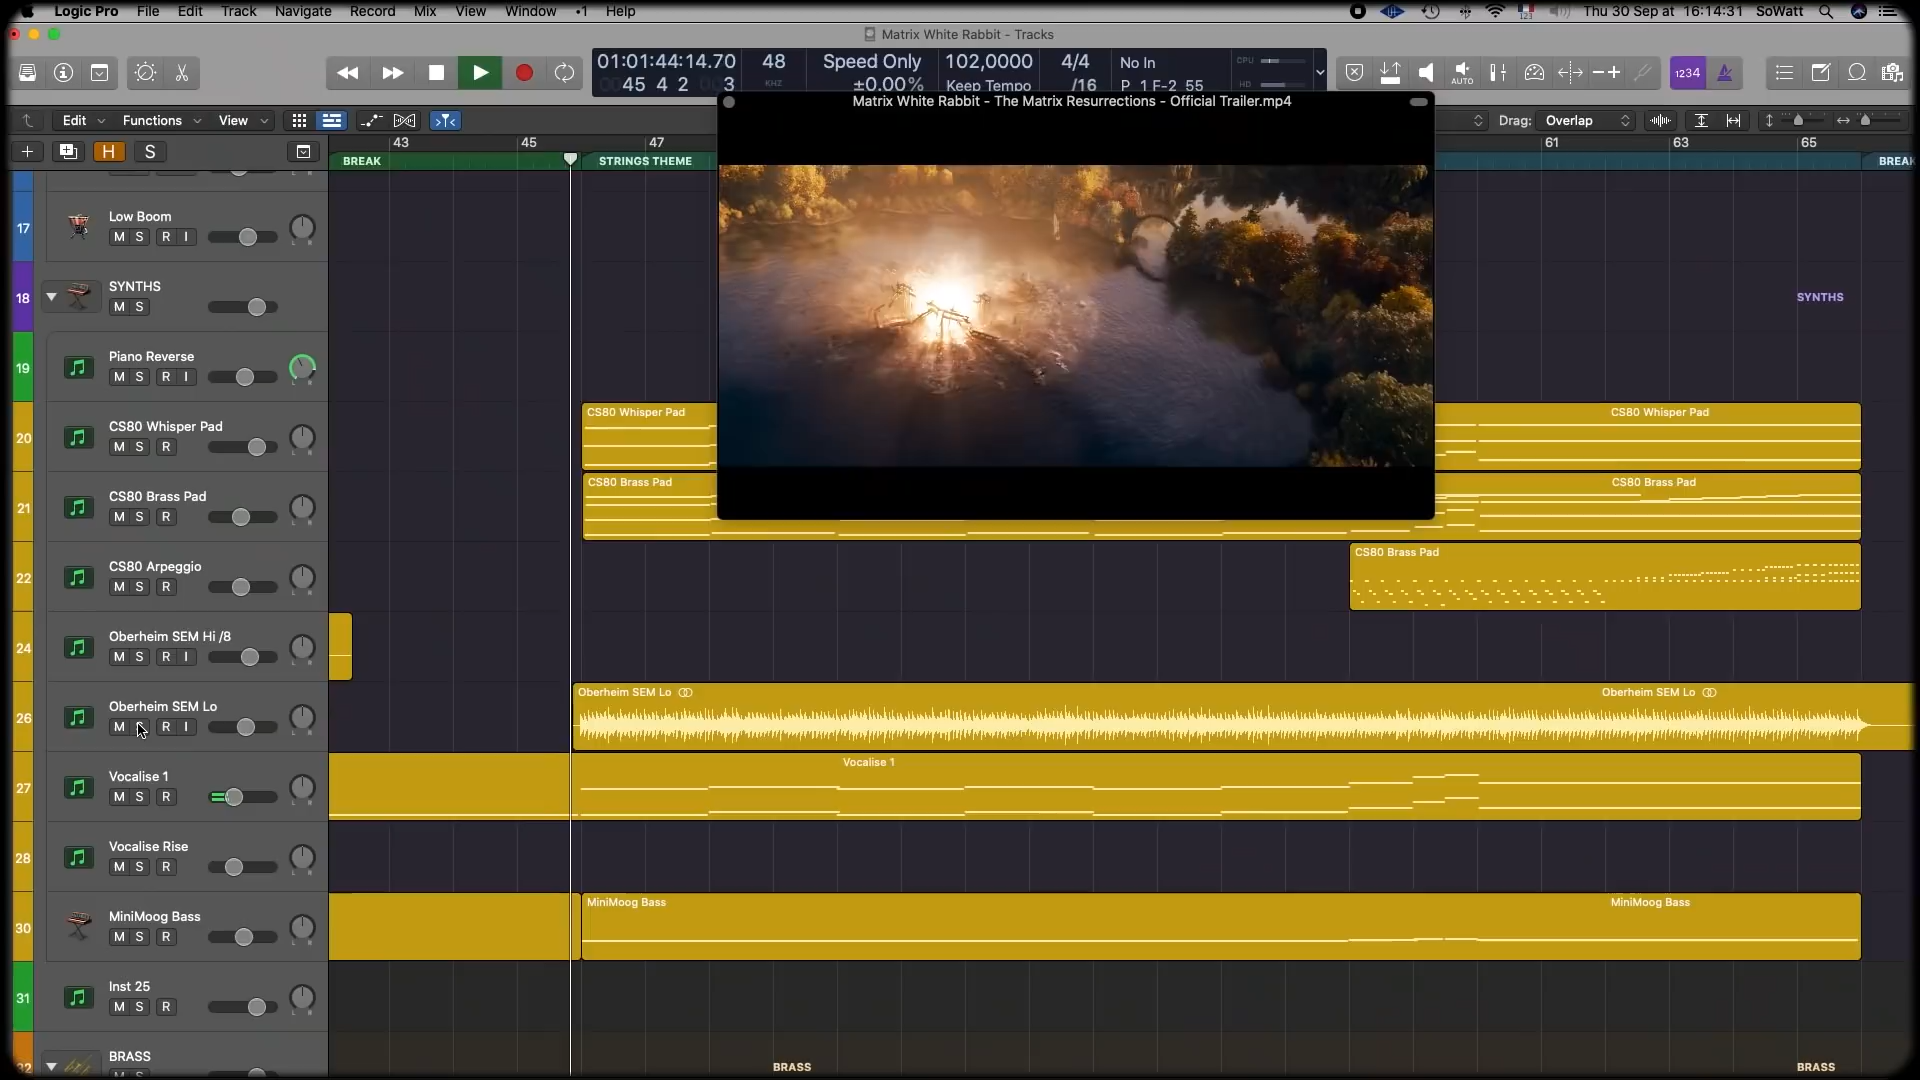 Logic Pro File Edit Track Navigate Record Mix View Window 1 Help Thu 30 Sep at 16:14:31 SoWatt
Matrix White Rabbit - Tracks
01:01:44:14.70 48 Speed Only 102,0000 4/4 No In CPU
45 4 2 3 KHZ ±0.00% Keep Tempo /16 P 1 F-2 55 HD
AUTO 1234
Matrix White Rabbit - The Matrix Resurrections - Official Trailer.mp4
Edit Functions View Drag: Overlap
H S 43 45 47 61 63 65
BREAK STRINGS THEME BREAK
17 Low Boom
M S R I
18 SYNTHS SYNTHS
M S
19 Piano Reverse
M S R I
20 CS80 Whisper Pad CS80 Whisper Pad CS80 Whisper Pad
M S R
21 CS80 Brass Pad CS80 Brass Pad CS80 Brass Pad
M S R
22 CS80 Arpeggio CS80 Brass Pad
M S R
24 Oberheim SEM Hi /8
M S R I
26 Oberheim SEM Lo Oberheim SEM Lo Oberheim SEM Lo
M S R I
27 Vocalise 1 Vocalise 1
M S R
28 Vocalise Rise
M S R
30 MiniMoog Bass MiniMoog Bass MiniMoog Bass
M S R
31 Inst 25
M S R
BRASS BRASS BRASS